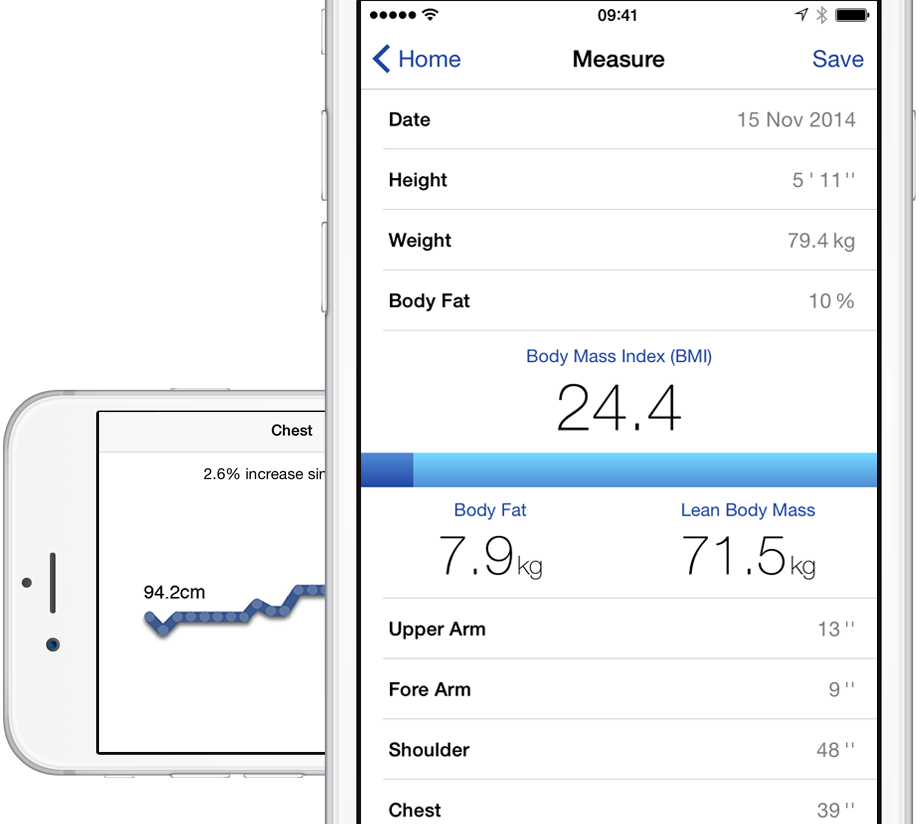 09:41
Home Measure Save
Date 15 Nov 2014
Height 5 ' 11 ''
Weight 79.4 kg
Body Fat 10 %
Body Mass Index (BMI)
24.4
Body Fat Lean Body Mass
7.9kg 71.5kg
Upper Arm 13 ''
Fore Arm 9 ''
Shoulder 48 ''
Chest 39 ''
Chest
2.6% increase
94.2cm